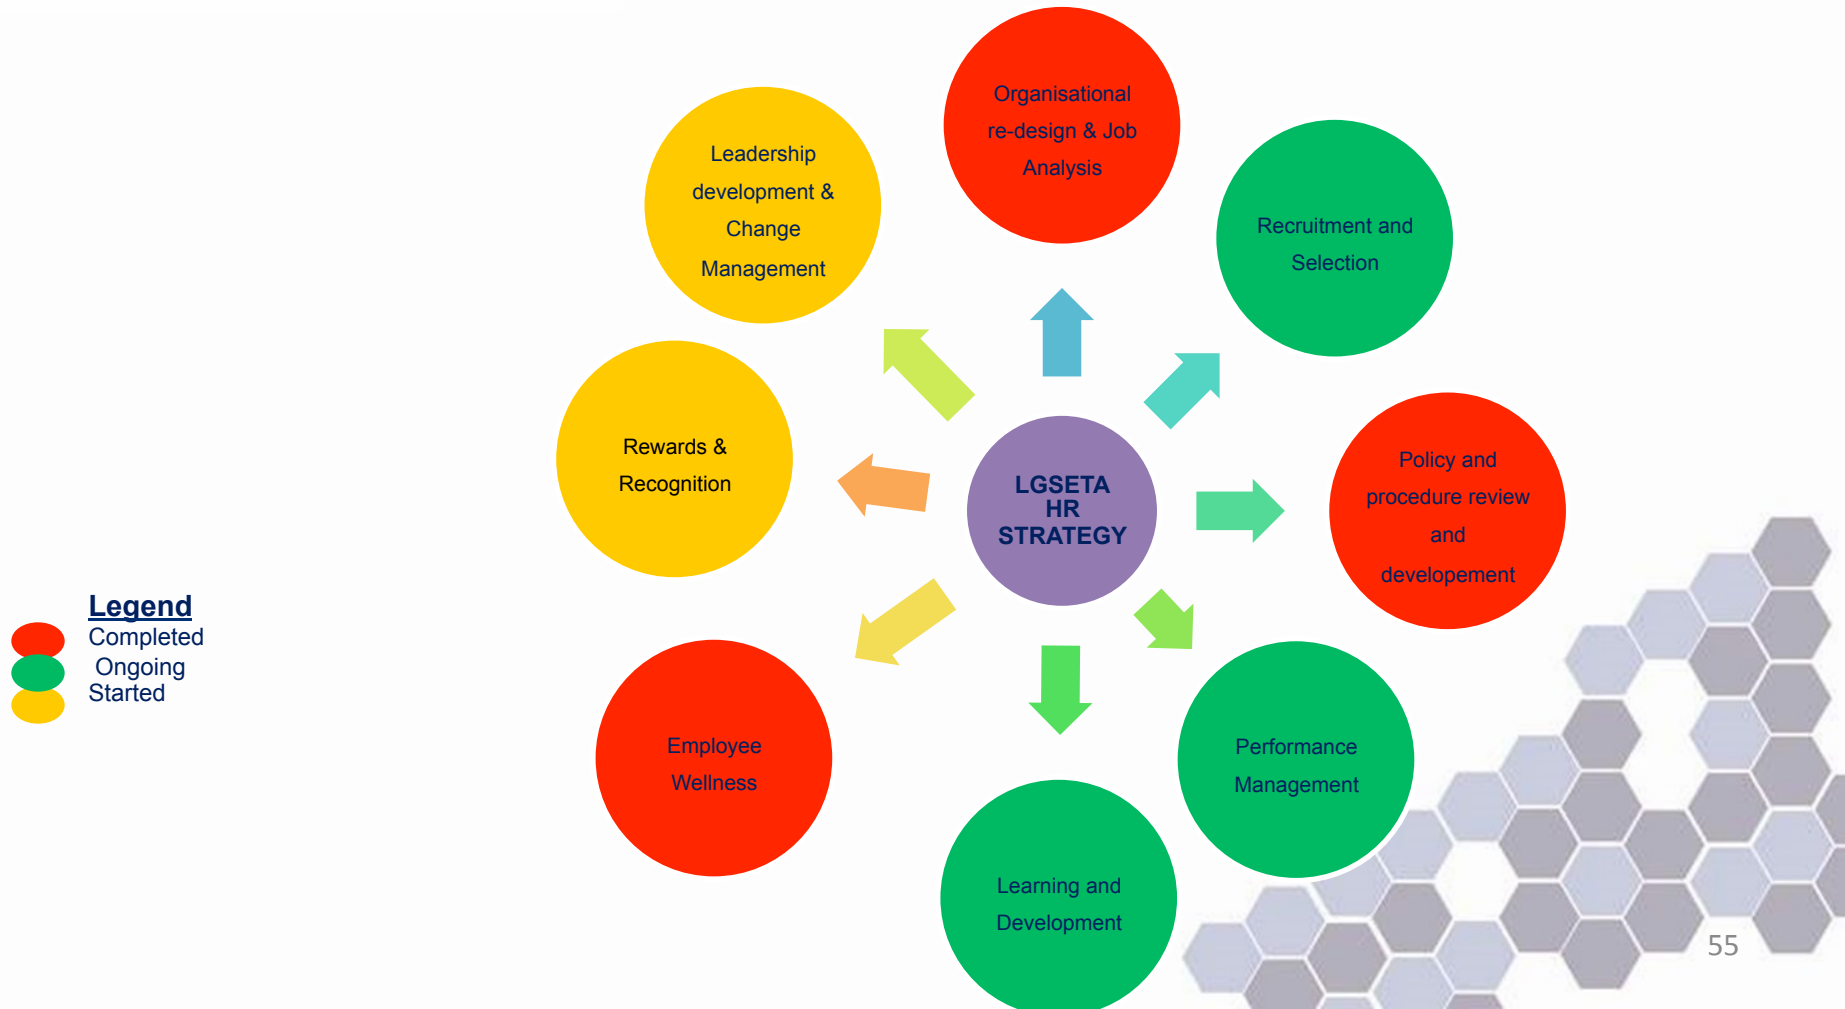 Organisational
re-design & Job
Analysis
Leadership
development &
Change
Management
Recruitment and
Selection
Rewards &
Recognition
LGSETA
HR
STRATEGY
Policy and
procedure review
and
developement
Legend
Completed
Ongoing
Started
Employee
Wellness
Performance
Management
Learning and
Development
55